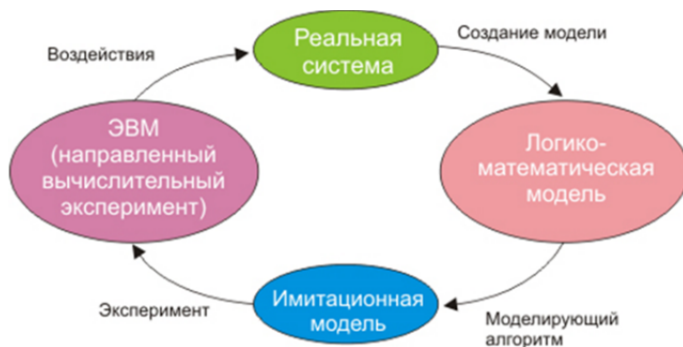 Воздействия
Реальная
система
Создание модели
ЭВМ
(направленный
вычислительный
эксперимент)
Логико-
математическая
модель
Эксперимент
Имитационная
модель
Моделирующий
алгоритм